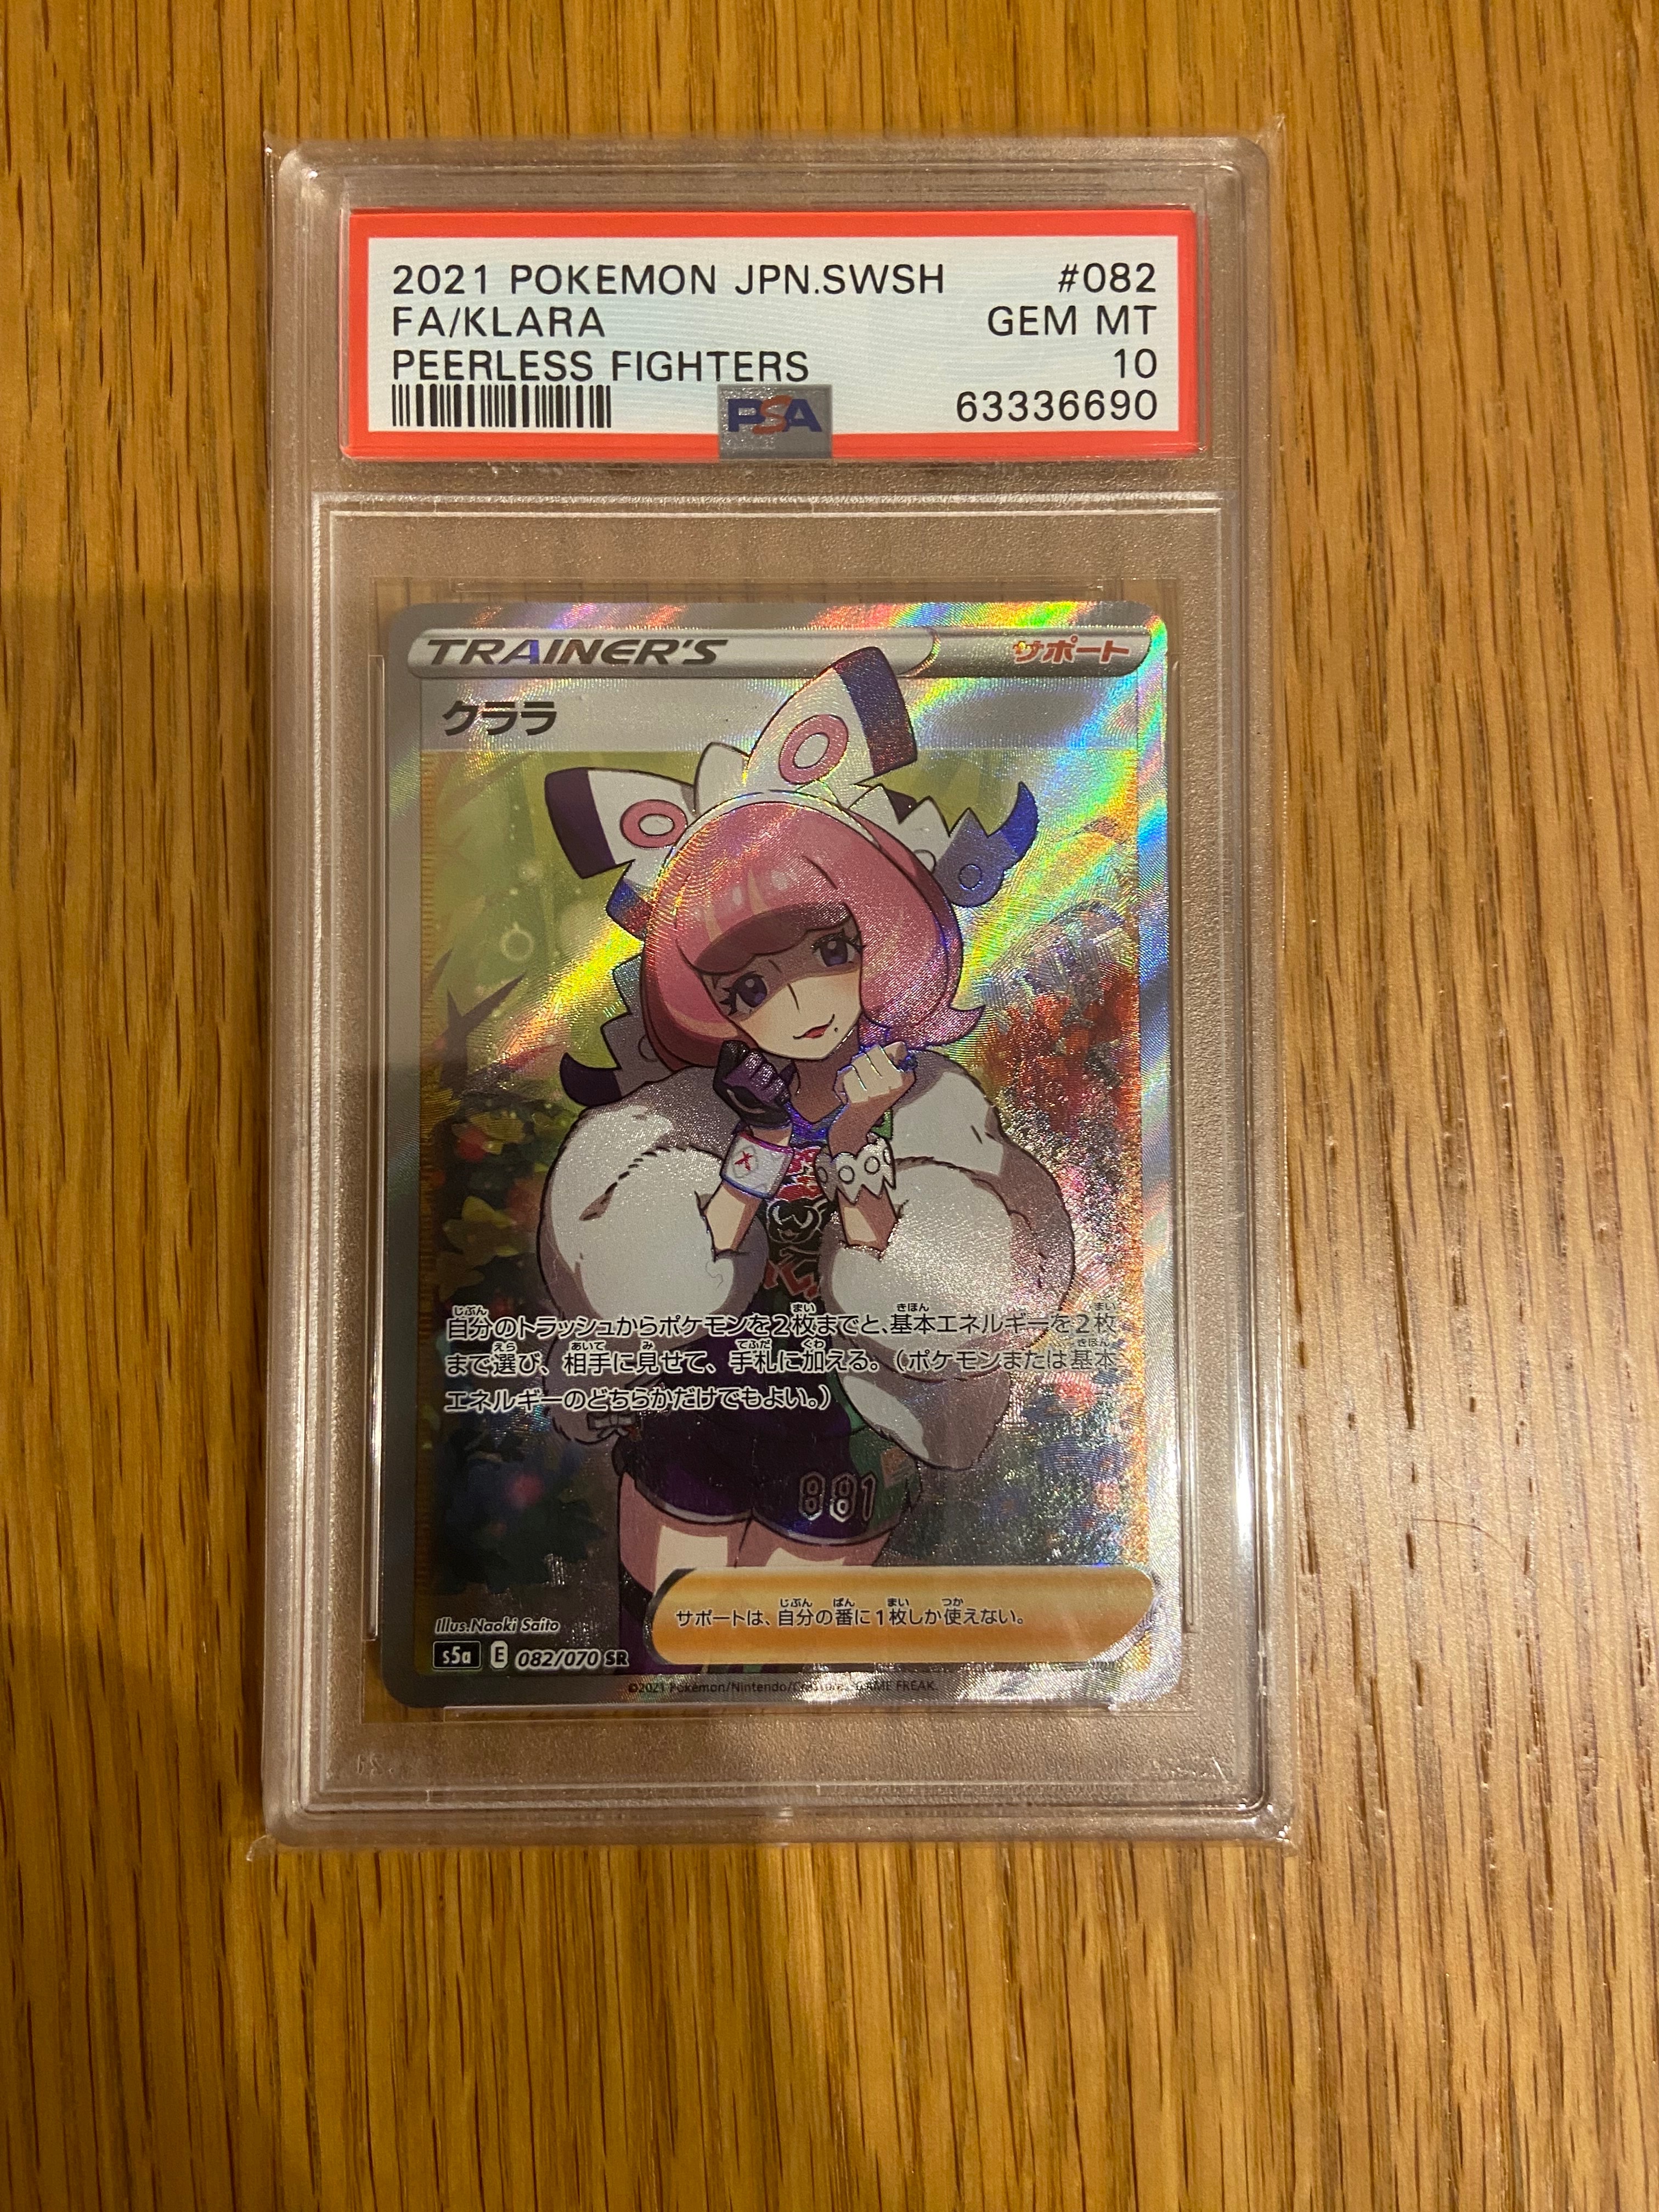 2021 POKEMON JPN.SWSH #082
FA/KLARA GEM MT
PEERLESS FIGHTERS 10
PSA 63336690
TRAINER'S サポート
クララ
自分のトラッシュからポケモンを2枚までと、基本エネルギーを2枚
まで選び、相手に見せて、手札に加える。(ポケモンまたは基本
エネルギーのどちらかだけでもよい。)
881
サポートは、自分の番に1枚しか使えない。
Illus.Naoki Saito
s5a E 082/070 SR
©2021 Pokémon/Nintendo/Creatures/GAME FREAK.